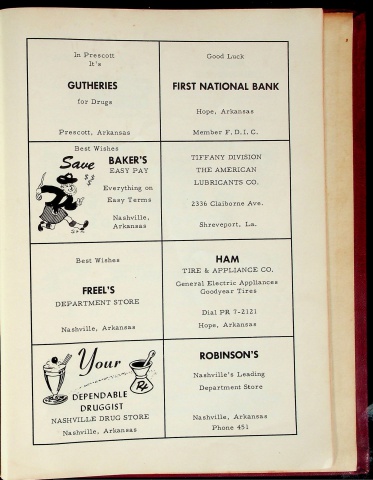 In Prescott
It's
GUTHERIES
for Drugs
Prescott, Arkansas
Good Luck
FIRST NATIONAL BANK
Hope, Arkansas
Member F.D.I.C.
Best Wishes
Save
$ $
$
BAKER'S
EASY PAY
Everything on
Easy Terms
Nashville,
Arkansas
TIFFANY DIVISION
THE AMERICAN
LUBRICANTS CO.
2336 Claiborne Ave.
Shreveport, La.
Best Wishes
FREEL'S
DEPARTMENT STORE
Nashville, Arkansas
HAM
TIRE & APPLIANCE CO.
General Electric Appliances
Goodyear Tires
Dial PR 7-2121
Hope, Arkansas
Your
Rx
DEPENDABLE
DRUGGIST
NASHVILLE DRUG STORE
Nashville, Arkansas
ROBINSON'S
Nashville's Leading
Department Store
Nashville, Arkansas
Phone 451